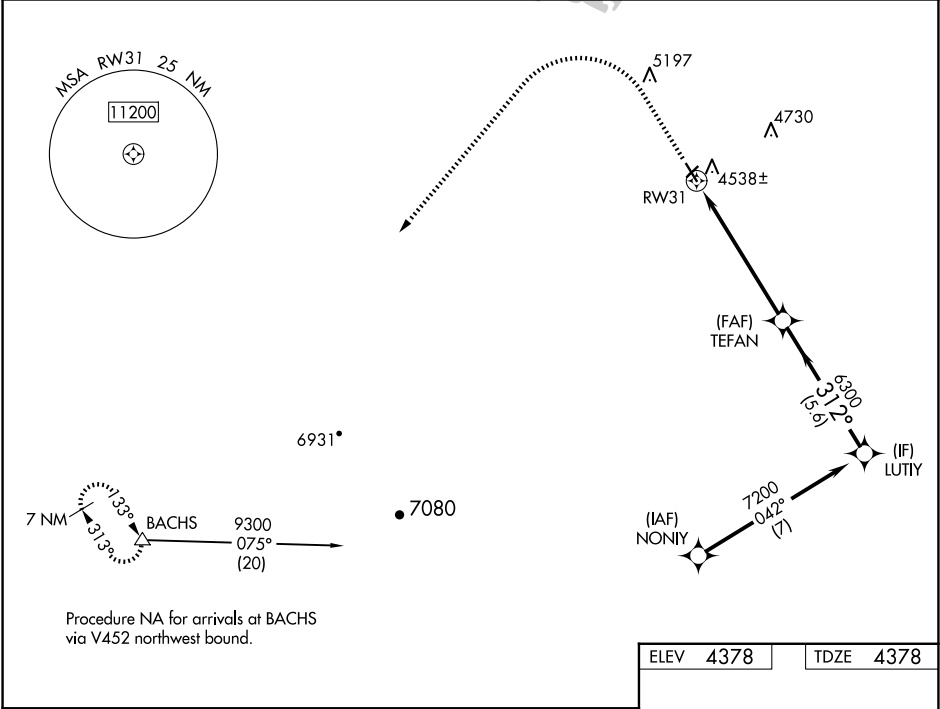 MSA RW31 25 NM
11200
5197
4730
4538±
RW31
(FAF)
TEFAN
6300
312°
(5.6)
(IF)
LUTIY
7200
042°
(7)
(IAF)
NONIY
6931
7080
7 NM
133°
313°
BACHS
9300
075°
(20)
Procedure NA for arrivals at BACHS
via V452 northwest bound.
ELEV 4378 TDZE 4378